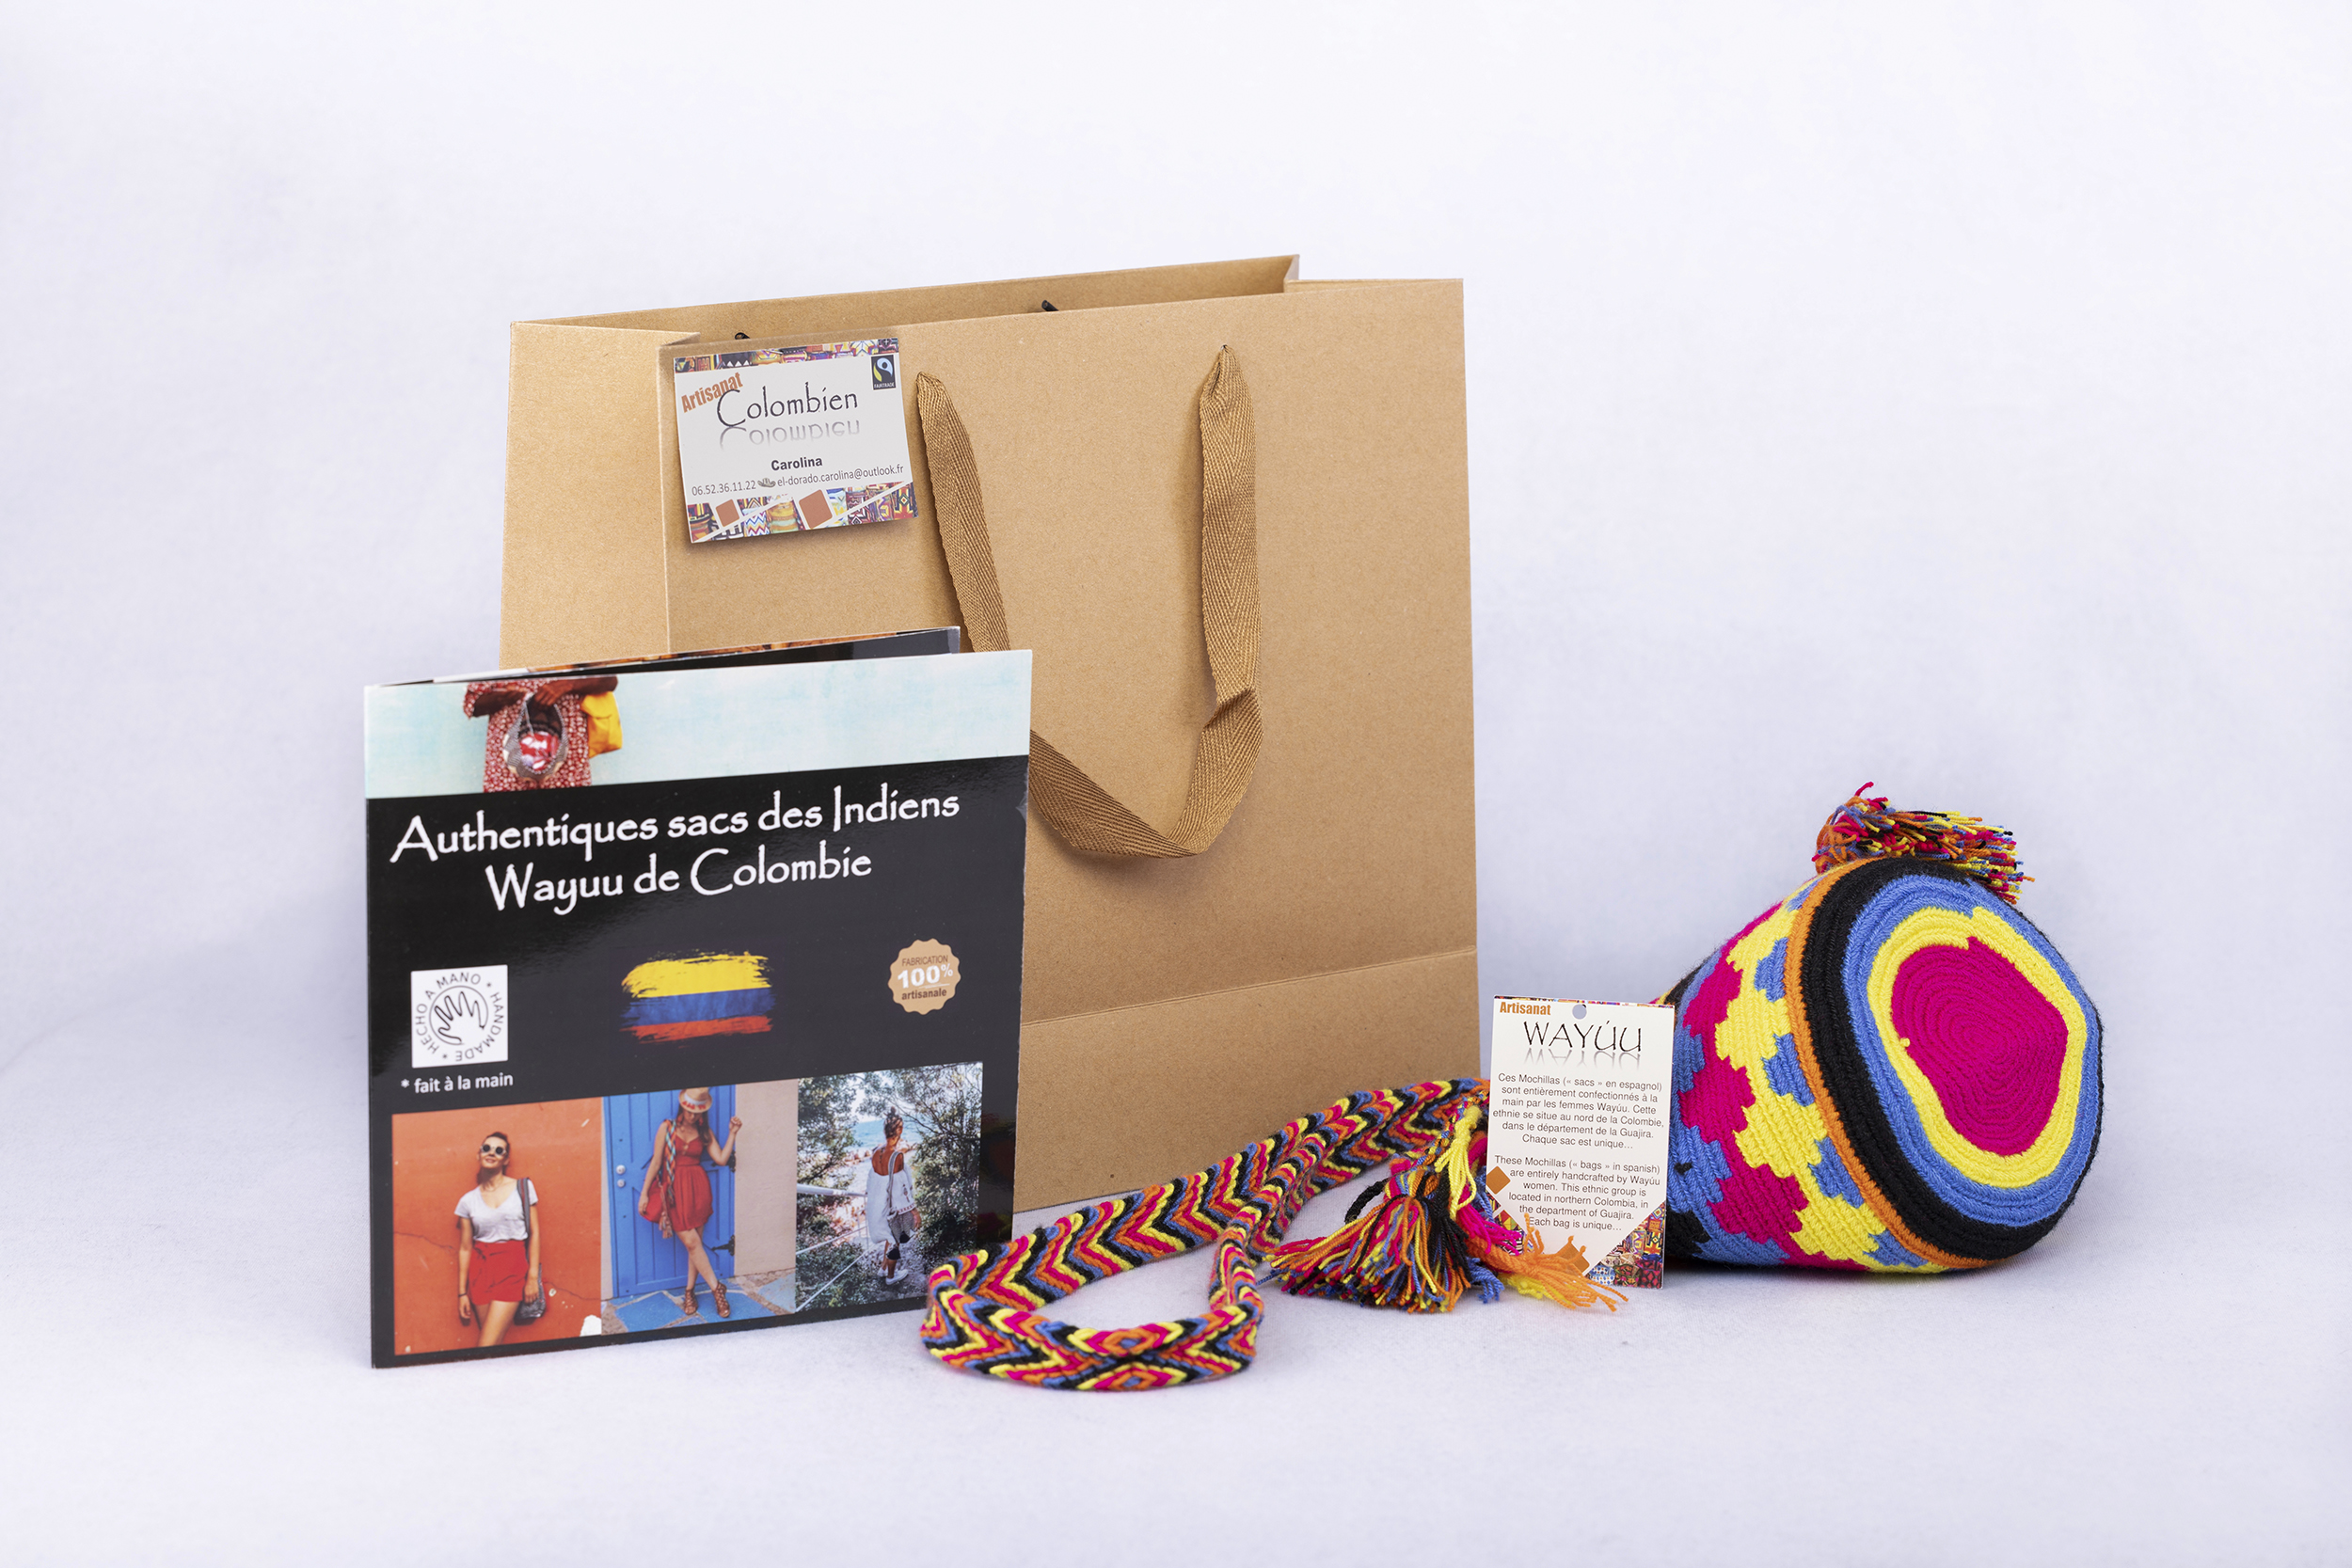 Artisanat
Colombien
FAIRTRADE
Carolina
06.52.36.11.22 el-dorado.carolina@outlook.fr
Authentiques sacs des Indiens
Wayuu de Colombie
HECHO A MANO * HANDMADE *
* fait à la main
FABRICATION
100%
artisanale
Artisanat
WAYÚU
Ces Mochillas (« sacs » en espagnol)
sont entièrement confectionnés à la
main par les femmes Wayúu. Cette
ethnie se situe au nord de la Colombie,
dans le département de la Guajira.
Chaque sac est unique...
These Mochillas (« bags » in spanish)
are entirely handcrafted by Wayúu
women. This ethnic group is
located in northern Colombia, in
the department of Guajira.
Each bag is unique...